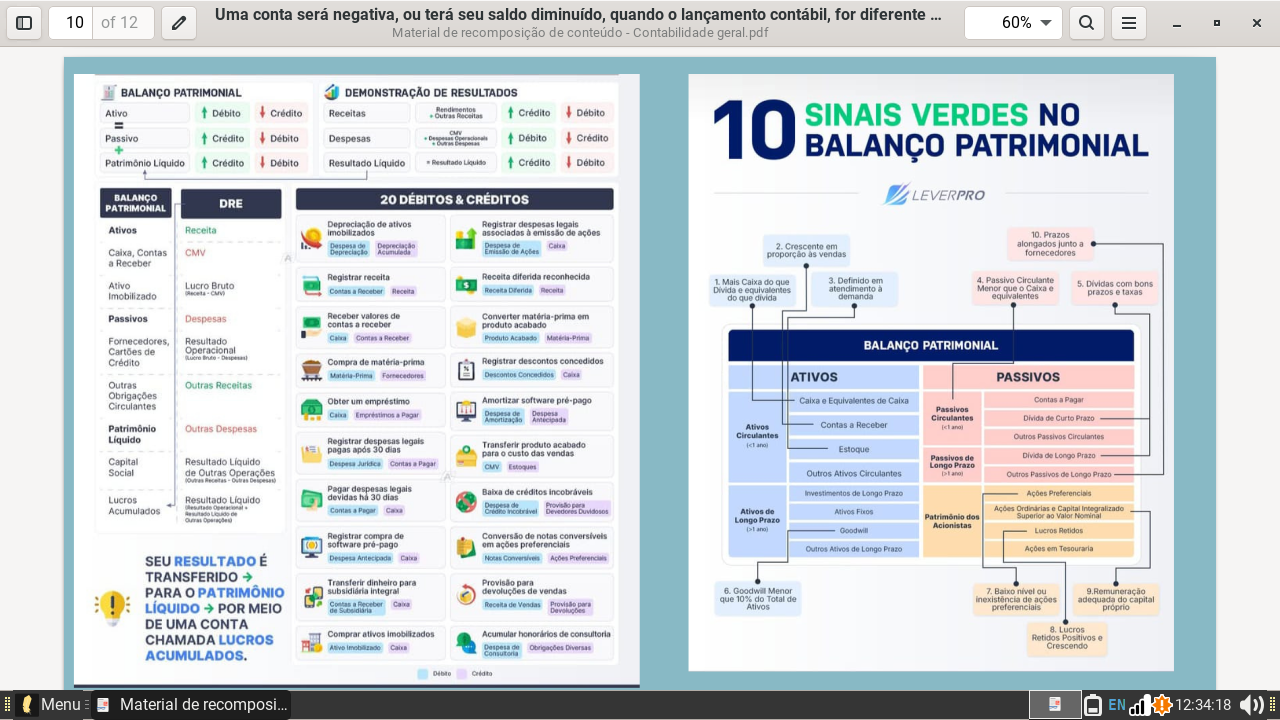 10 of 12
Uma conta será negativa, ou terá seu saldo diminuído, quando o lançamento contábil, for diferente ...
Material de recomposição de conteúdo - Contabilidade geral.pdf
60%
BALANÇO PATRIMONIAL
Ativo
Débito
Crédito
Passivo
Crédito
Débito
Patrimônio Líquido
Crédito
Débito
DEMONSTRAÇÃO DE RESULTADOS
Receitas
Rendimentos
+ Outras Receitas
Crédito
Débito
Despesas
CMV
+ Despesas Operacionais
+ Outras Despesas
Débito
Crédito
Resultado Líquido
= Resultado Líquido
Crédito
Débito
BALANÇO
PATRIMONIAL
DRE
Ativos
Receita
Caixa, Contas
a Receber
CMV
Ativo
Imobilizado
Lucro Bruto
(Receita - CMV)
Passivos
Despesas
Fornecedores,
Cartões de
Crédito
Resultado
Operacional
(Lucro Bruto - Despesas)
Outras
Obrigações
Circulantes
Outras Receitas
Patrimônio
Líquido
Outras Despesas
Capital
Social
Resultado Líquido
de Outras Operações
(Outras Receitas - Outras Despesas)
Lucros
Acumulados
Resultado Líquido
(Resultado Operacional +
Resultado Líquido de
Outras Operações)
SEU RESULTADO É
TRANSFERIDO →
PARA O PATRIMÔNIO
LÍQUIDO → POR MEIO
DE UMA CONTA
CHAMADA LUCROS
ACUMULADOS.
20 DÉBITOS & CRÉDITOS
Depreciação de ativos
imobilizados
Despesa de
Depreciação
Depreciação
Acumulada
Registrar despesas legais
associadas à emissão de ações
Despesa de
Emissão de Ações
Caixa
Registrar receita
Contas a Receber
Receita
Receita diferida reconhecida
Receita Diferida
Receita
Receber valores de
contas a receber
Caixa
Contas a Receber
Converter matéria-prima em
produto acabado
Produto Acabado
Matéria-Prima
Compra de matéria-prima
Matéria-Prima
Fornecedores
Registrar descontos concedidos
Descontos Concedidos
Caixa
Obter um empréstimo
Caixa
Empréstimos a Pagar
Amortizar software pré-pago
Despesa de
Amortização
Despesa
Antecipada
Registrar despesas legais
pagas após 30 dias
Despesa Jurídica
Contas a Pagar
Transferir produto acabado
para o custo das vendas
CMV
Estoques
Pagar despesas legais
devidas há 30 dias
Contas a Pagar
Caixa
Baixa de créditos incobráveis
Despesa de
Crédito Incobrável
Provisão para
Devedores Duvidosos
Registrar compra de
software pré-pago
Despesa Antecipada
Caixa
Conversão de notas conversíveis
em ações preferenciais
Notas Conversíveis
Ações Preferenciais
Transferir dinheiro para
subsidiária integral
Contas a Receber
de Subsidiária
Caixa
Provisão para
devoluções de vendas
Receita de Vendas
Provisão para
Devoluções
Comprar ativos imobilizados
Ativo Imobilizado
Caixa
Acumular honorários de consultoria
Despesa de
Consultoria
Obrigações Diversas
Débito
Crédito
10 SINAIS VERDES NO
BALANÇO PATRIMONIAL
LEVERPRO
1. Mais Caixa do que
Dívida e equivalentes
do que dívida
2. Crescente em
proporção às vendas
3. Definido em
atendimento à
demanda
4. Passivo Circulante
Menor que o Caixa e
equivalentes
10. Prazos
alongados junto a
fornecedores
5. Dívidas com bons
prazos e taxas
BALANÇO PATRIMONIAL
ATIVOS
PASSIVOS
Ativos
Circulantes
(<1 ano)
Caixa e Equivalentes de Caixa
Contas a Receber
Estoque
Outros Ativos Circulantes
Ativos de
Longo Prazo
(>1 ano)
Investimentos de Longo Prazo
Ativos Fixos
Goodwill
Outros Ativos de Longo Prazo
Passivos
Circulantes
(<1 ano)
Contas a Pagar
Dívida de Curto Prazo
Outros Passivos Circulantes
Passivos de
Longo Prazo
(>1 ano)
Dívida de Longo Prazo
Outros Passivos de Longo Prazo
Patrimônio dos
Acionistas
Ações Preferenciais
Ações Ordinárias e Capital Integralizado
Superior ao Valor Nominal
Lucros Retidos
Ações em Tesouraria
6. Goodwill Menor
que 10% do Total de
Ativos
7. Baixo nível ou
inexistência de ações
preferenciais
9.Remuneração
adequada do capital
próprio
8. Lucros
Retidos Positivos e
Crescendo
Menu
Material de recomposi...
EN
12:34:18